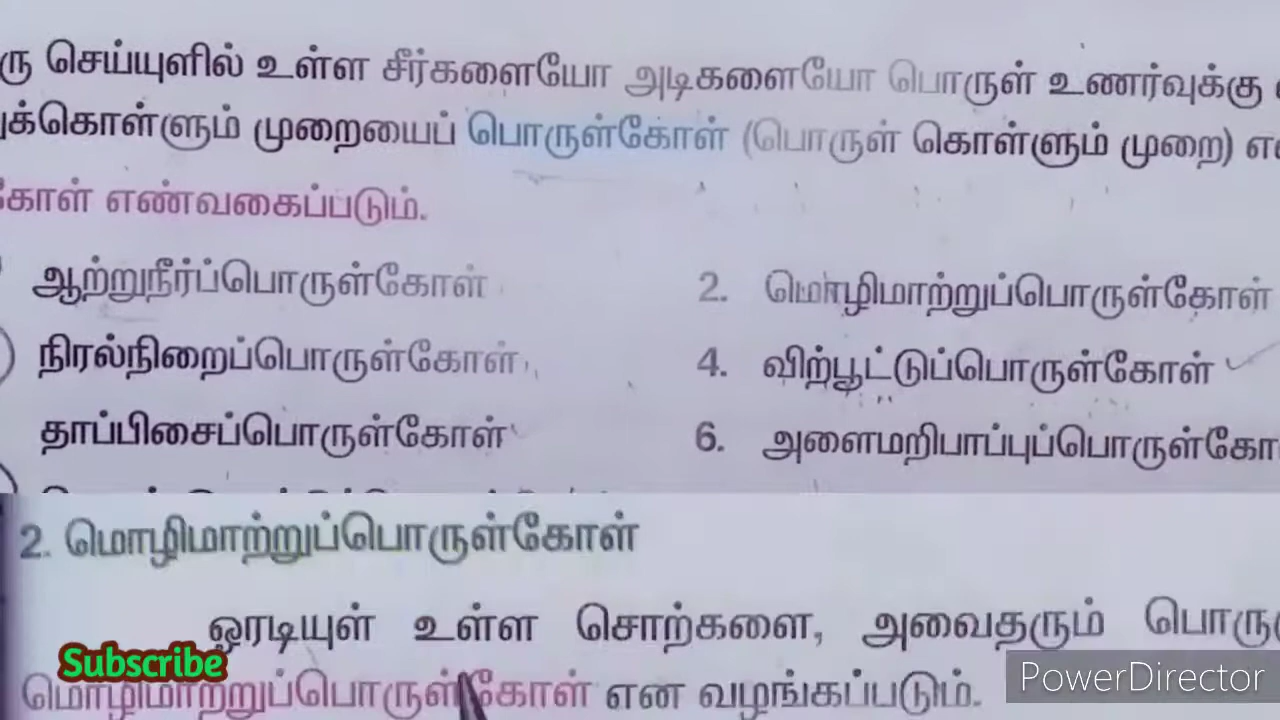 ரு செய்யுளில் உள்ள சீர்களையோ அடிகளையோ பொருள் உணர்வுக்கு
க்கொள்ளும் முறையைப் பொருள்கோள் (பொருள் கொள்ளும் முறை) என
கோள் எண்வகைப்படும்.
ஆற்றுநீர்ப்பொருள்கோள் 2. மொழிமாற்றுப்பொருள்கோள்
நிரல்நிறைப்பொருள்கோள் 4. விற்பூட்டுப்பொருள்கோள்
தாப்பிசைப்பொருள்கோள் 6. அளைமறிபாப்புப்பொருள்கோ
2. மொழிமாற்றுப்பொருள்கோள்
ஓரடியுள் உள்ள சொற்களை, அவைதரும் பொரு
Subscribe
மொழிமாற்றுப்பொருள்கோள் என வழங்கப்படும்.
PowerDirector